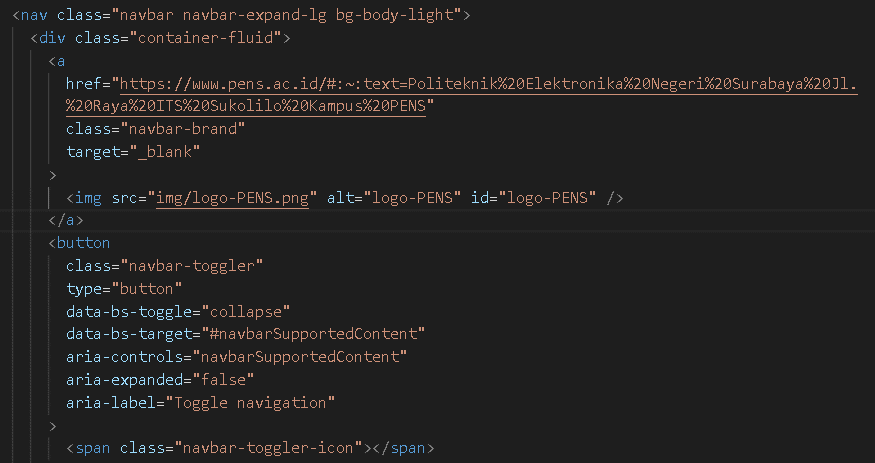 <nav class="navbar navbar-expand-lg bg-body-light">
<div class="container-fluid">
<a
href="https://www.pens.ac.id/#:~:text=Politeknik%20Elektronika%20Negeri%20Surabaya%20Jl.
%20Raya%20ITS%20Sukolilo%20Kampus%20PENS"
class="navbar-brand"
target="_blank"
>
<img src="img/logo-PENS.png" alt="logo-PENS" id="logo-PENS" />
</a>
<button
class="navbar-toggler"
type="button"
data-bs-toggle="collapse"
data-bs-target="#navbarSupportedContent"
aria-controls="navbarSupportedContent"
aria-expanded="false"
aria-label="Toggle navigation"
>
<span class="navbar-toggler-icon"></span>